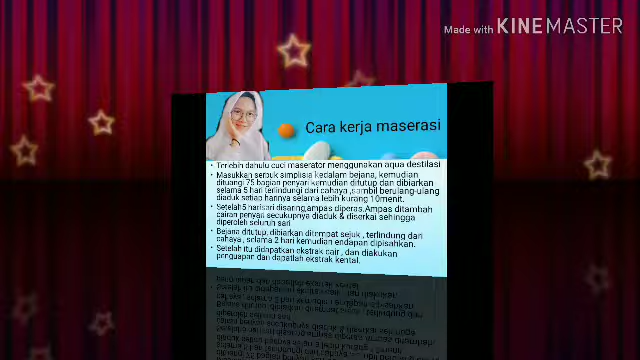 Made with KINEMASTER
Cara kerja maserasi
• Terlebih dahulu cuci maserator menggunakan aqua destilasi
• Masukkan serbuk simplisia kedalam bejana, kemudian
dituangi 75 bagian penyari kemudian ditutup dan dibiarkan
selama 5 hari terlindungi dari cahaya ,sambil berulang-ulang
diaduk setiap harinya selama lebih kurang 10menit.
• Setelah 5 harisari disaring,ampas diperas.Ampas ditambah
cairan penyari secukupnya diaduk & diserkai sehingga
diperoleh seluruh sari
• Bejana ditutup, dibiarkan ditempat sejuk , terlindung dari
cahaya , selama 2 hari kemudian endapan dipisahkan.
• Setelah itu didapatkan ekstrak cair , dan diakukan
penguapan dan dapatlah ekstrak kental.